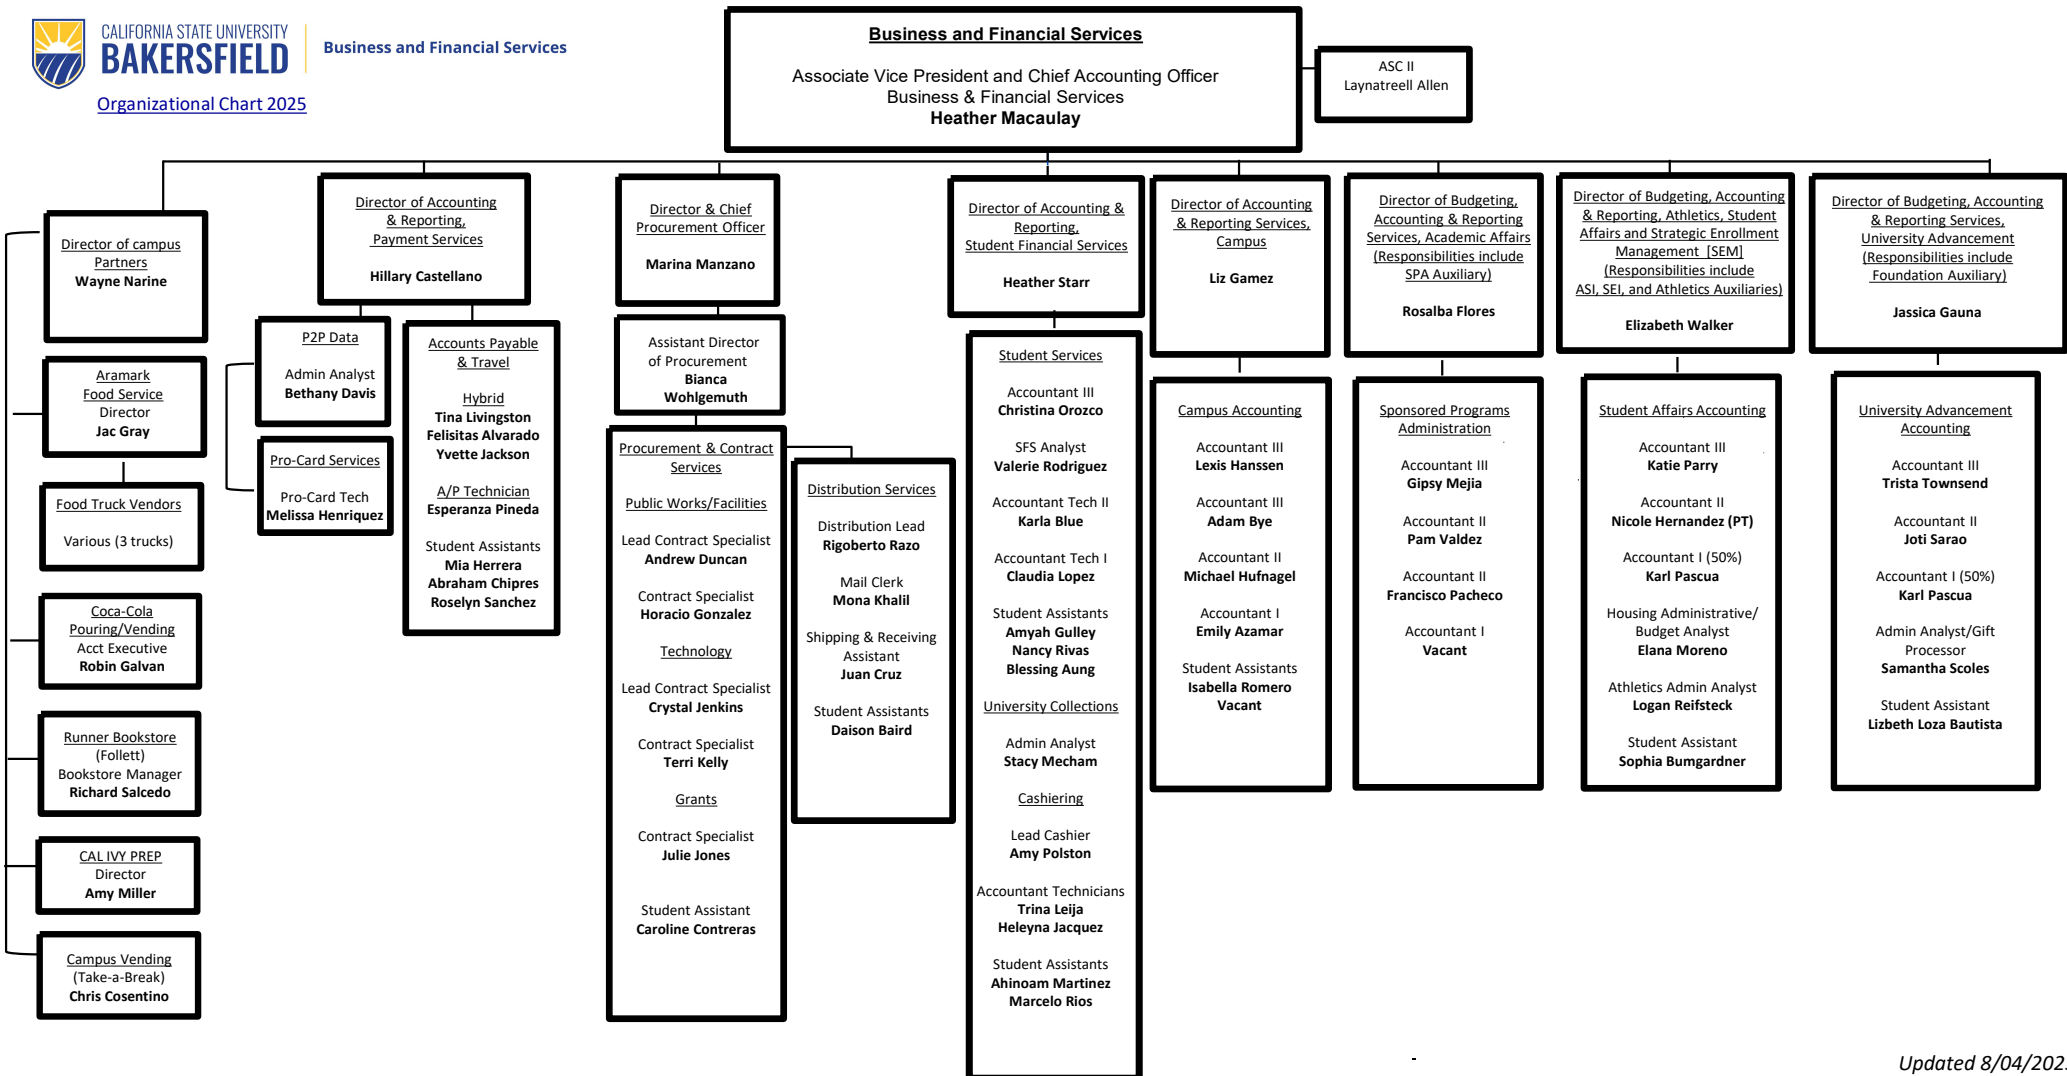 CALIFORNIA STATE UNIVERSITY
BAKERSFIELD
Business and Financial Services
Organizational Chart 2025
Business and Financial Services
Associate Vice President and Chief Accounting Officer
Business & Financial Services
Heather Macaulay
ASC II
Laynatreell Allen
Director of campus
Partners
Wayne Narine
Aramark
Food Service
Director
Jac Gray
Food Truck Vendors
Various (3 trucks)
Coca-Cola
Pouring/Vending
Acct Executive
Robin Galvan
Runner Bookstore
(Follett)
Bookstore Manager
Richard Salcedo
CAL IVY PREP
Director
Amy Miller
Campus Vending
(Take-a-Break)
Chris Cosentino
Director of Accounting
& Reporting,
Payment Services
Hillary Castellano
P2P Data
Admin Analyst
Bethany Davis
Pro-Card Services
Pro-Card Tech
Melissa Henriquez
Accounts Payable
& Travel
Hybrid
Tina Livingston
Felisitas Alvarado
Yvette Jackson
A/P Technician
Esperanza Pineda
Student Assistants
Mia Herrera
Abraham Chipres
Roselyn Sanchez
Director & Chief
Procurement Officer
Marina Manzano
Assistant Director
of Procurement
Bianca
Wohlgemuth
Procurement & Contract
Services
Public Works/Facilities
Lead Contract Specialist
Andrew Duncan
Contract Specialist
Horacio Gonzalez
Technology
Lead Contract Specialist
Crystal Jenkins
Contract Specialist
Terri Kelly
Grants
Contract Specialist
Julie Jones
Student Assistant
Caroline Contreras
Distribution Services
Distribution Lead
Rigoberto Razo
Mail Clerk
Mona Khalil
Shipping & Receiving
Assistant
Juan Cruz
Student Assistants
Daison Baird
Director of Accounting &
Reporting,
Student Financial Services
Heather Starr
Student Services
Accountant III
Christina Orozco
SFS Analyst
Valerie Rodriguez
Accountant Tech II
Karla Blue
Accountant Tech I
Claudia Lopez
Student Assistants
Amyah Gulley
Nancy Rivas
Blessing Aung
University Collections
Admin Analyst
Stacy Mecham
Cashiering
Lead Cashier
Amy Polston
Accountant Technicians
Trina Leija
Heleyna Jacquez
Student Assistants
Ahinoam Martinez
Marcelo Rios
Director of Accounting
& Reporting Services,
Campus
Liz Gamez
Campus Accounting
Accountant III
Lexis Hanssen
Accountant III
Adam Bye
Accountant II
Michael Hufnagel
Accountant I
Emily Azamar
Student Assistants
Isabella Romero
Vacant
Director of Budgeting,
Accounting & Reporting
Services, Academic Affairs
(Responsibilities include
SPA Auxiliary)
Rosalba Flores
Sponsored Programs
Administration
Accountant III
Gipsy Mejia
Accountant II
Pam Valdez
Accountant II
Francisco Pacheco
Accountant I
Vacant
Director of Budgeting, Accounting
& Reporting, Athletics, Student
Affairs and Strategic Enrollment
Management [SEM]
(Responsibilities include
ASI, SEI, and Athletics Auxiliaries)
Elizabeth Walker
Student Affairs Accounting
Accountant III
Katie Parry
Accountant II
Nicole Hernandez (PT)
Accountant I (50%)
Karl Pascua
Housing Administrative/
Budget Analyst
Elana Moreno
Athletics Admin Analyst
Logan Reifsteck
Student Assistant
Sophia Bumgardner
Director of Budgeting, Accounting
& Reporting Services,
University Advancement
(Responsibilities include
Foundation Auxiliary)
Jassica Gauna
University Advancement
Accounting
Accountant III
Trista Townsend
Accountant II
Joti Sarao
Accountant I (50%)
Karl Pascua
Admin Analyst/Gift
Processor
Samantha Scoles
Student Assistant
Lizbeth Loza Bautista
Updated 8/04/202